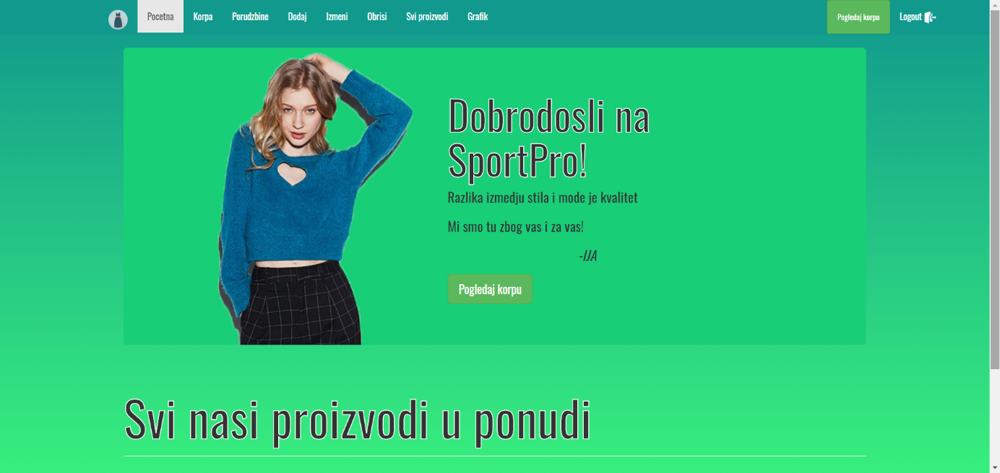 Pocetna Korpa Porudzbine Dodaj Izmeni Obrisi Svi proizvodi Grafik Pogledaj korpu Logout
Dobrodosli na
SportPro!
Razlika izmedju stila i mode je kvalitet
Mi smo tu zbog vas i za vas!
-IJA
Pogledaj korpu
Svi nasi proizvodi u ponudi